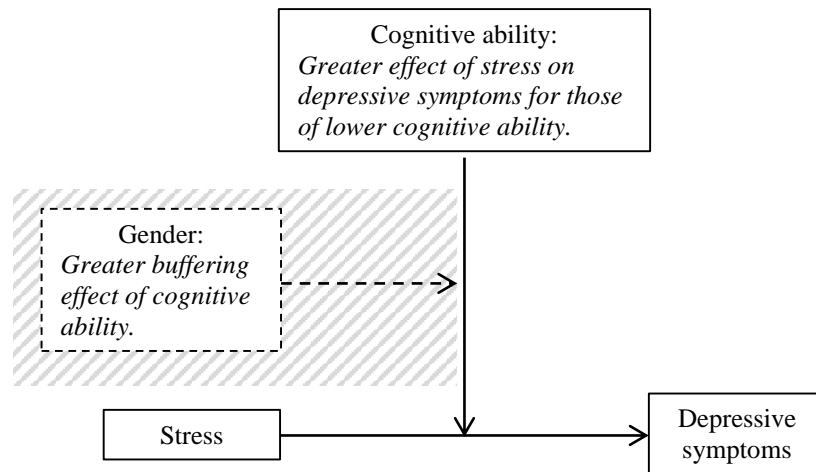 Cognitive ability:
Greater effect of stress on
depressive symptoms for those
of lower cognitive ability.
Gender:
Greater buffering
effect of cognitive
ability.
Stress
Depressive
symptoms